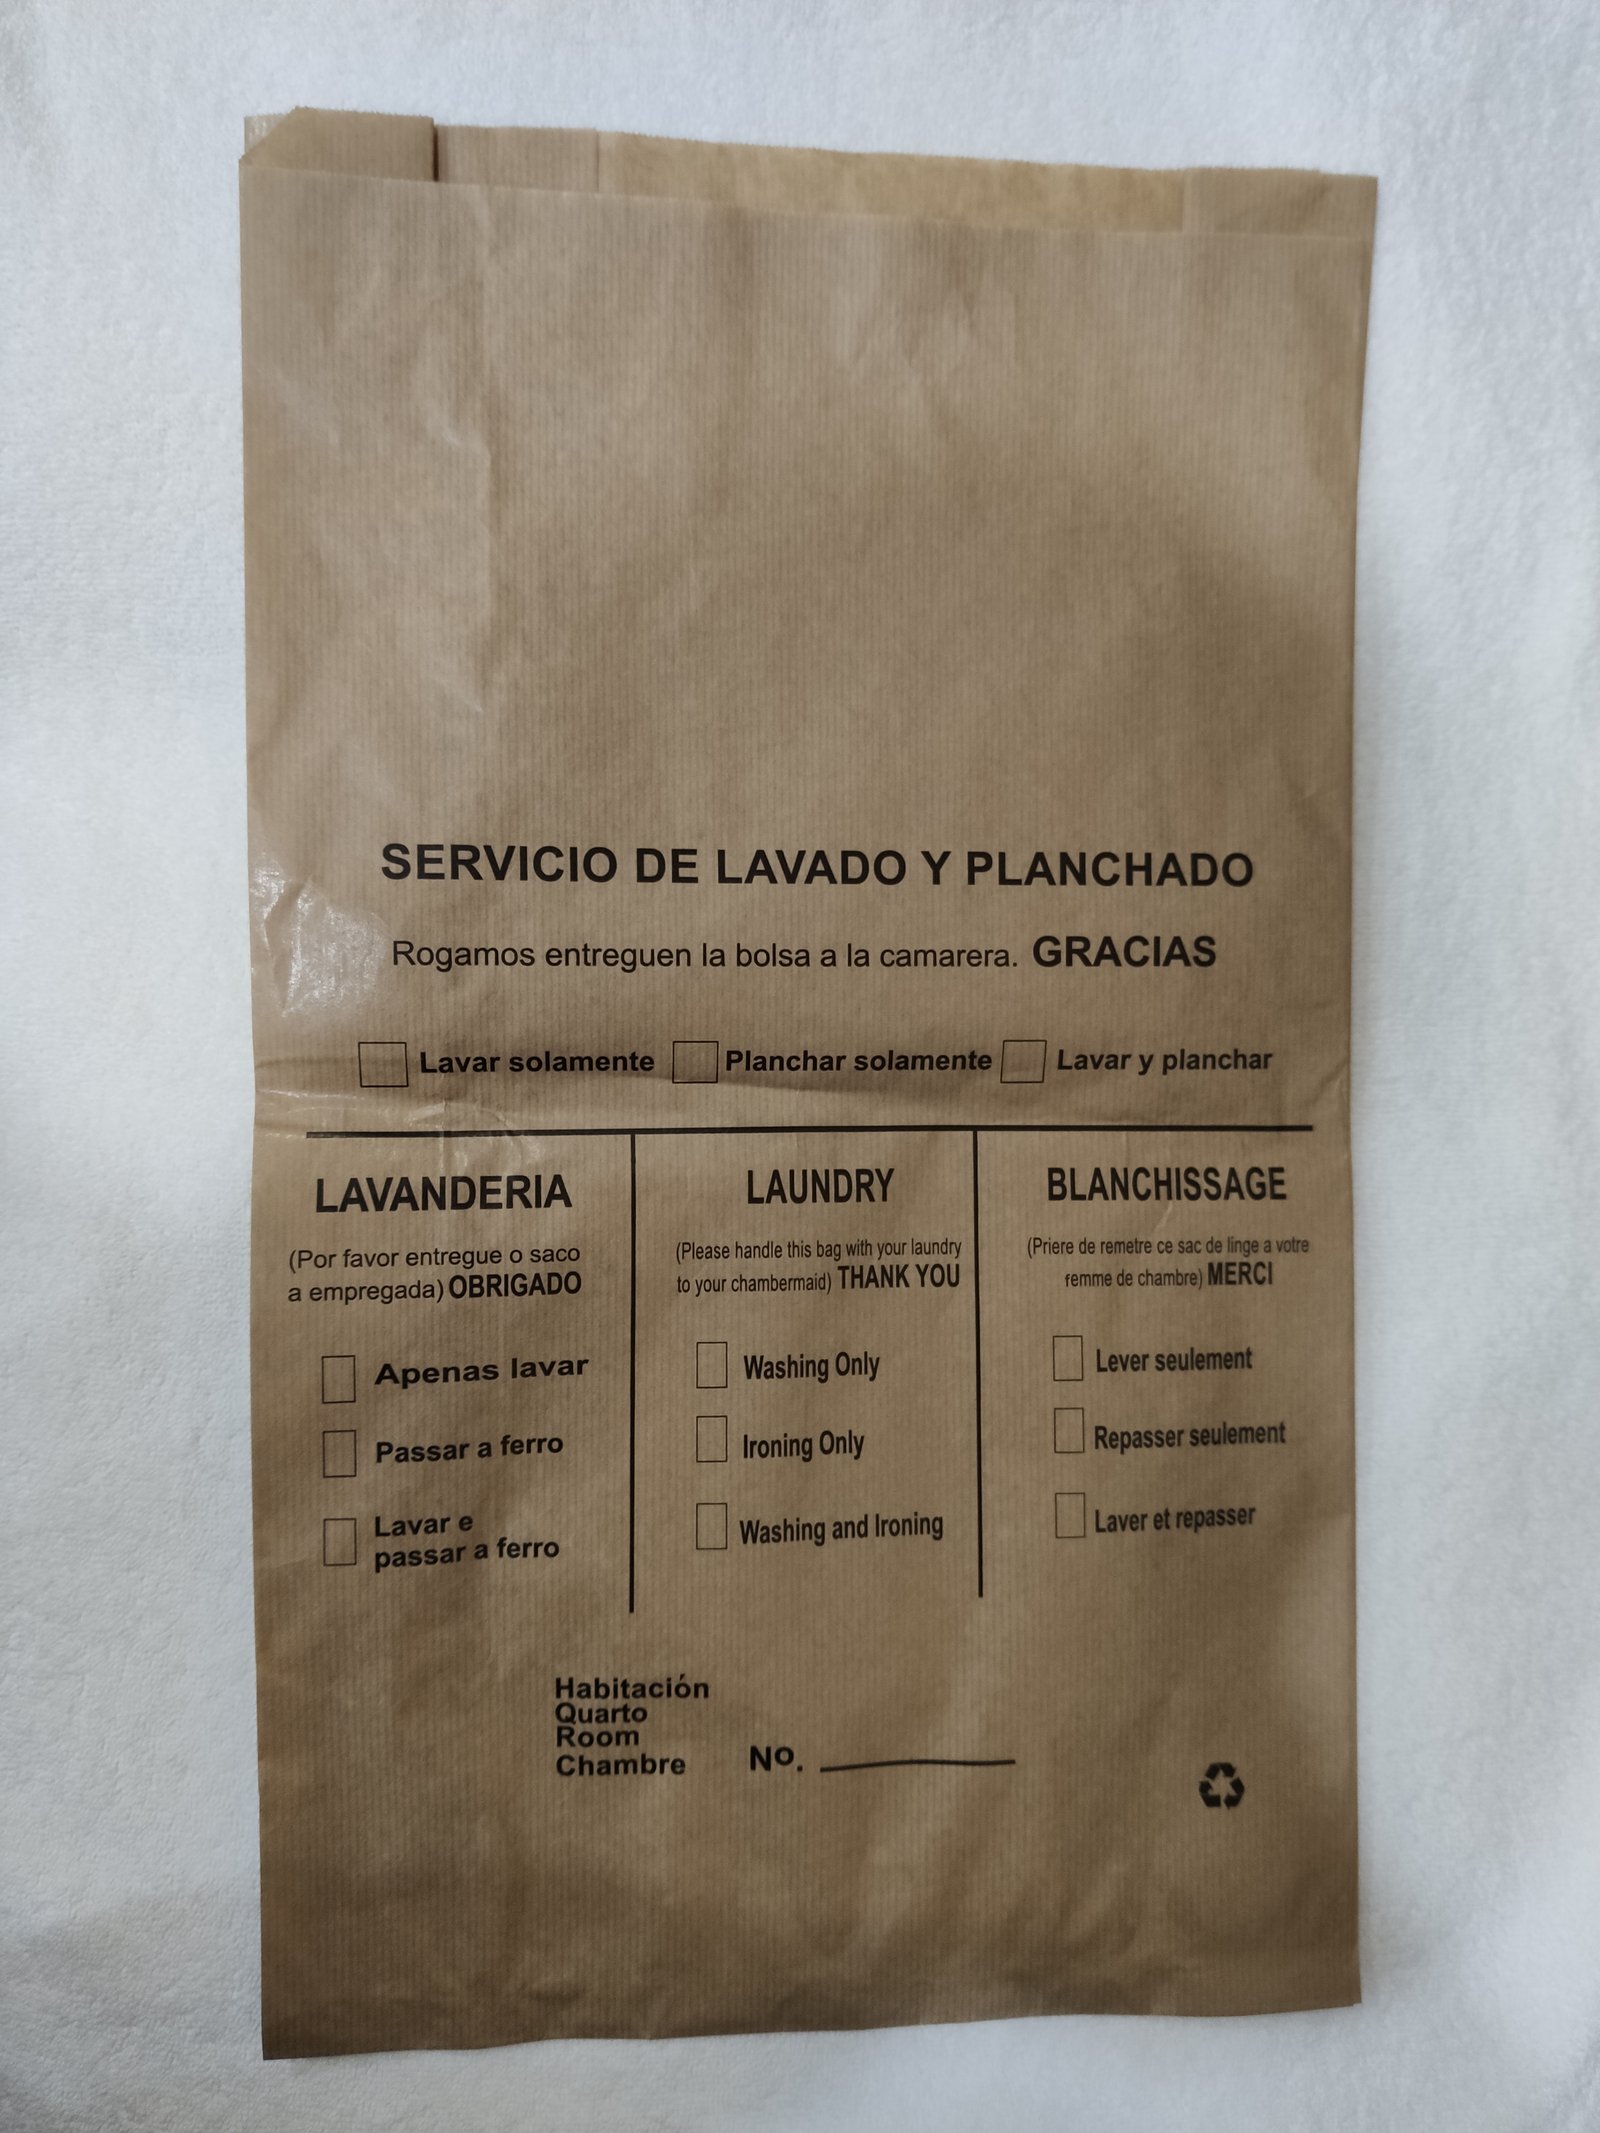 SERVICIO DE LAVADO Y PLANCHADO
Rogamos entreguen la bolsa a la camarera. GRACIAS
Lavar solamente Planchar solamente Lavar y planchar
LAVANDERIA
(Por favor entregue o saco
a empregada) OBRIGADO
Apenas lavar
Passar a ferro
Lavar e
passar a ferro
LAUNDRY
(Please handle this bag with your laundry
to your chambermaid) THANK YOU
Washing Only
Ironing Only
Washing and Ironing
BLANCHISSAGE
(Priere de remetre ce sac de linge a votre
remme de chambre) MERCI
Lever seulement
Repasser seulement
Laver et repasser
Habitación
Quarto
Room
Chambre No.